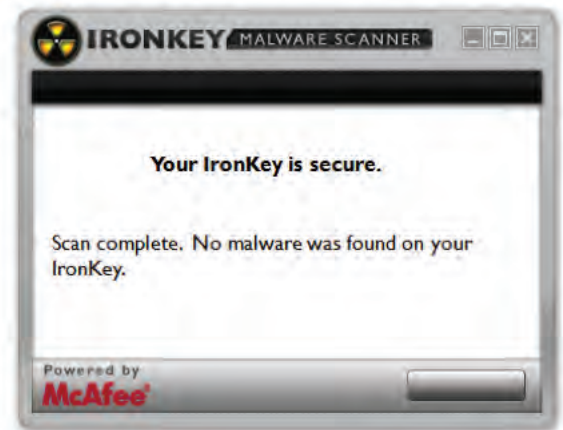 IRONKEY MALWARE SCANNER
Your IronKey is secure.
Scan complete. No malware was found on your
IronKey.
Powered by
McAfee®